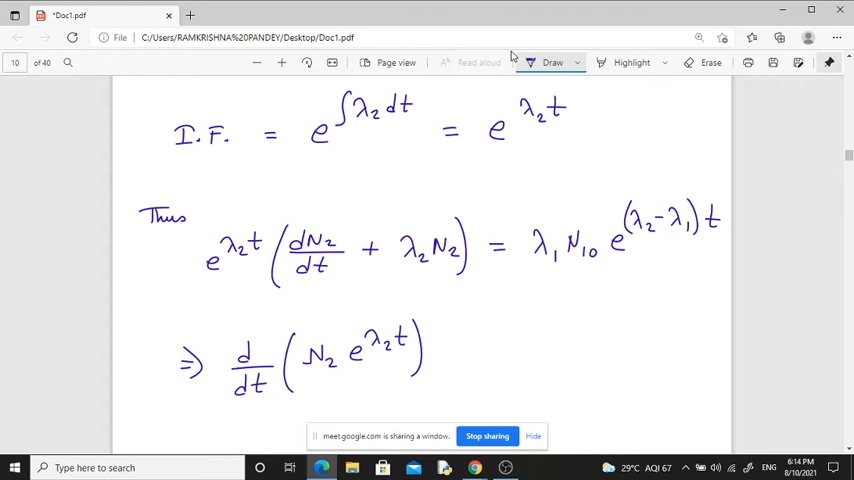 *Doc1.pdf
File C:/Users/RAMKRISHNA%20PANDEY/Desktop/Doc1.pdf
10 of 40 Page view Read aloud Draw Highlight Erase
I.F. = e^{∫λ₂dt} = e^{λ₂t}
Thus
e^{λ₂t} (dN₂/dt + λ₂N₂) = λ₁ N₁₀ e^{(λ₂-λ₁)t}
⇒ d/dt (N₂ e^{λ₂t})
meet.google.com is sharing a window. Stop sharing Hide
Type here to search 29°C AQI 67 ENG 6:14 PM
8/10/2021